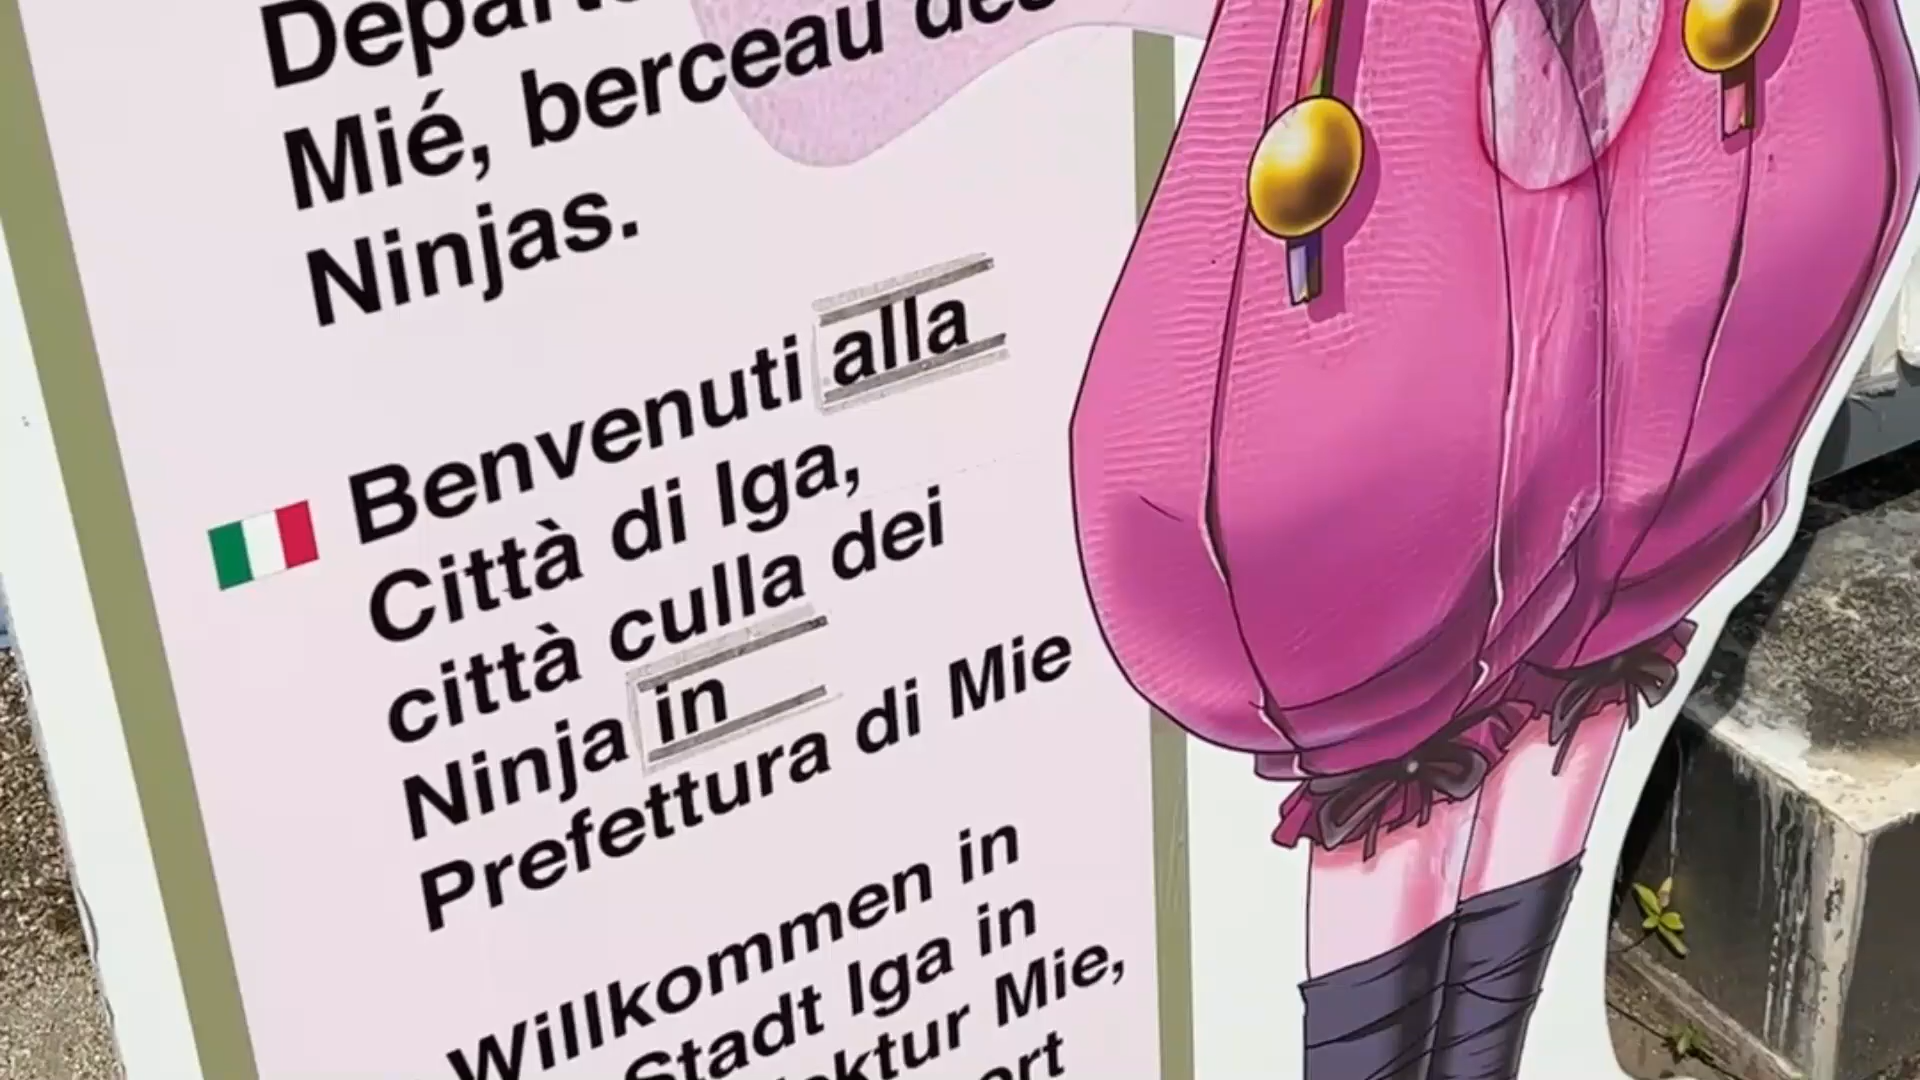 Mié, berceau des
Ninjas.
Benvenuti alla
Città di Iga,
città culla dei
Ninja in
Prefettura di Mie
Willkommen in
Stadt Iga in
Mie,